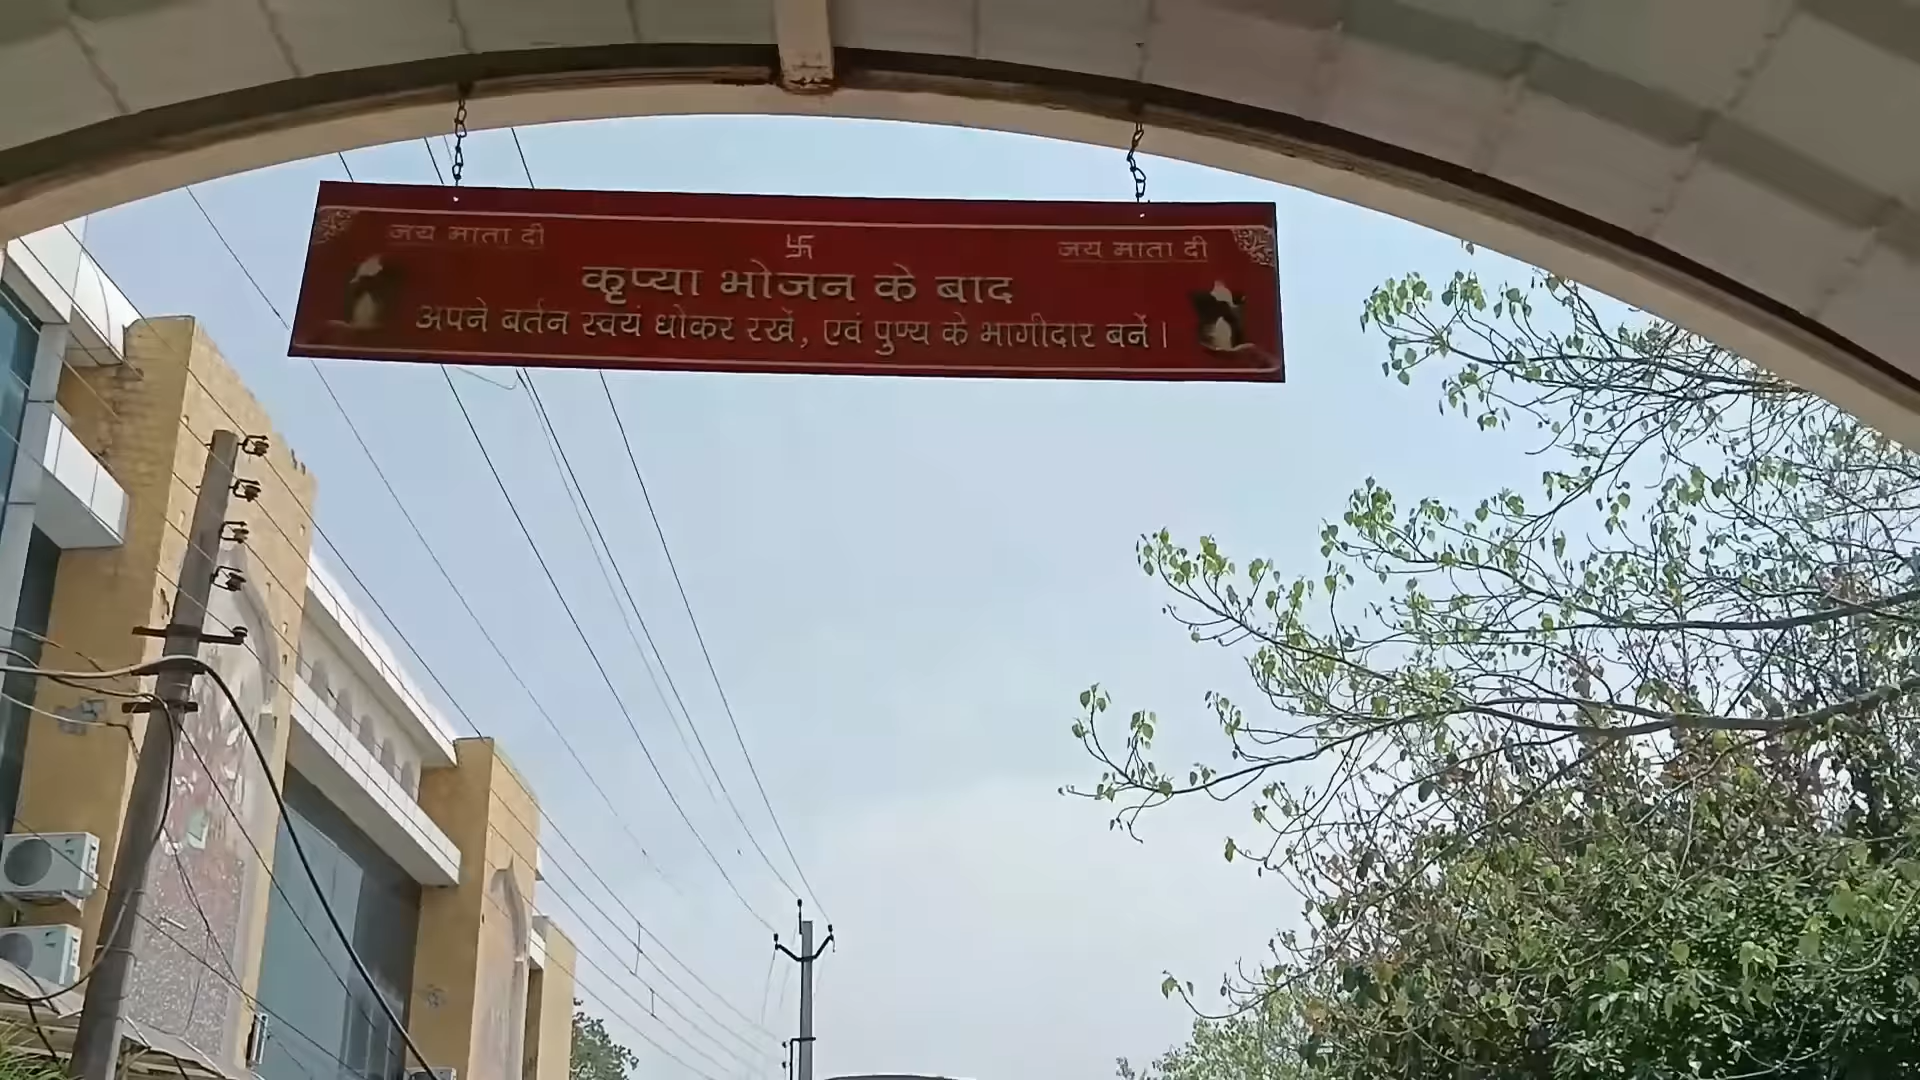 जय माता दी
जय माता दी
卐
कृप्या भोजन के बाद
अपने बर्तन स्वयं धोकर रखें, एवं पुण्य के भागीदार बनें।